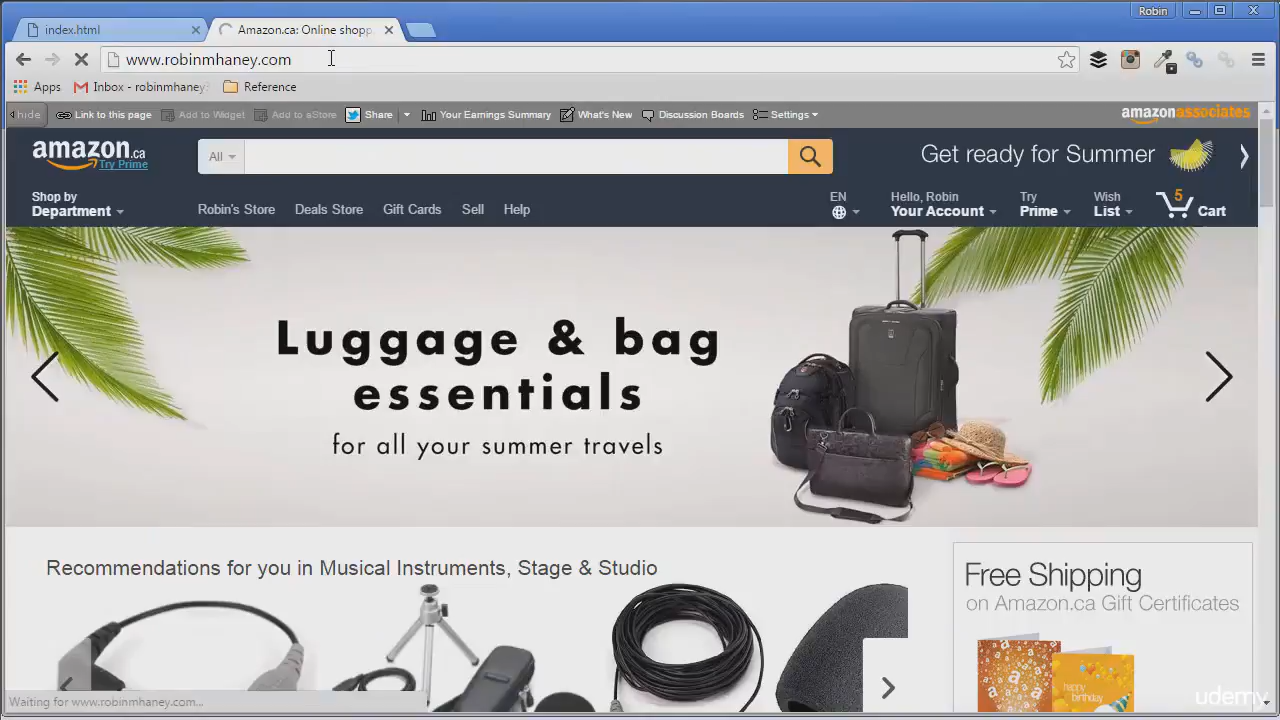 Robin
index.html
Amazon.ca: Online shopp
www.robinmhaney.com
Apps
Inbox - robinmhaney
Reference
hide
Link to this page
Add to Widget
Add to aStore
Share
Your Earnings Summary
What's New
Discussion Boards
Settings
amazonassociates
amazon.ca
Try Prime
All
Get ready for Summer
Shop by
Department
Robin's Store
Deals Store
Gift Cards
Sell
Help
EN
Hello, Robin
Your Account
Try
Prime
Wish
List
5
Cart
Luggage & bag
essentials
for all your summer travels
Recommendations for you in Musical Instruments, Stage & Studio
Free Shipping
on Amazon.ca Gift Certificates
happy
birthday
Waiting for www.robinmhaney.com...
udemy